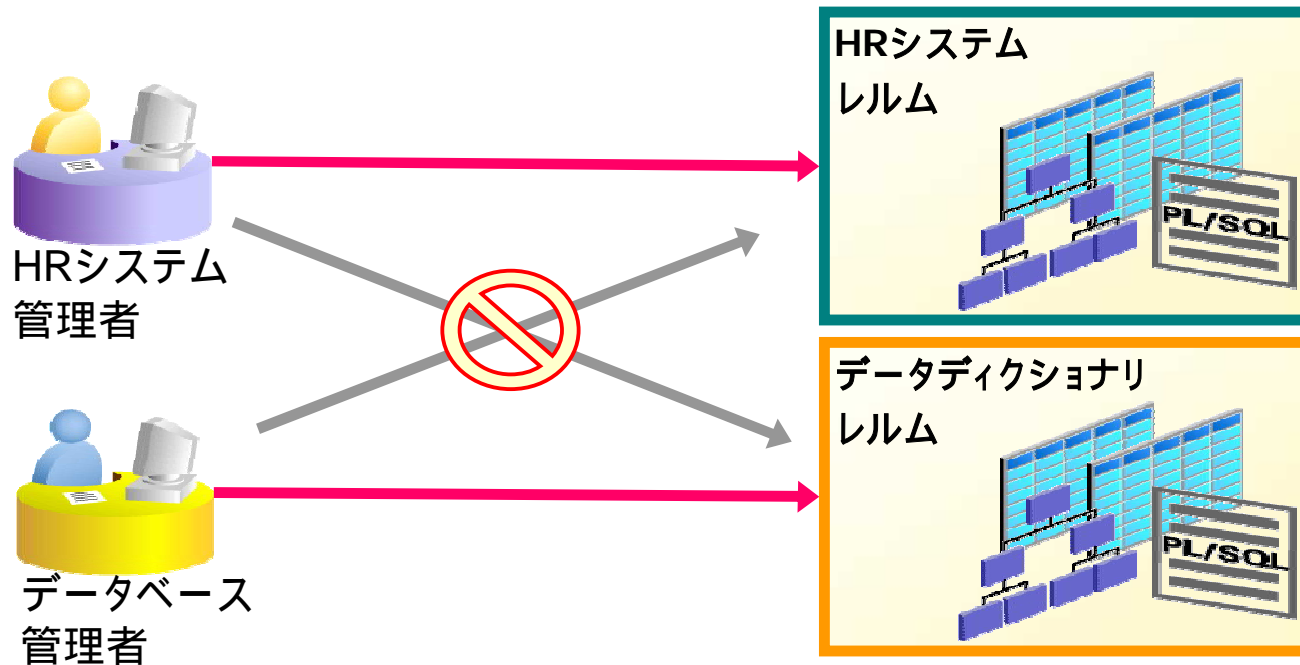 HRシステム
レルム
PL/SQL
HRシステム
管理者
データディクショナリ
レルム
PL/SQL
データベース
管理者